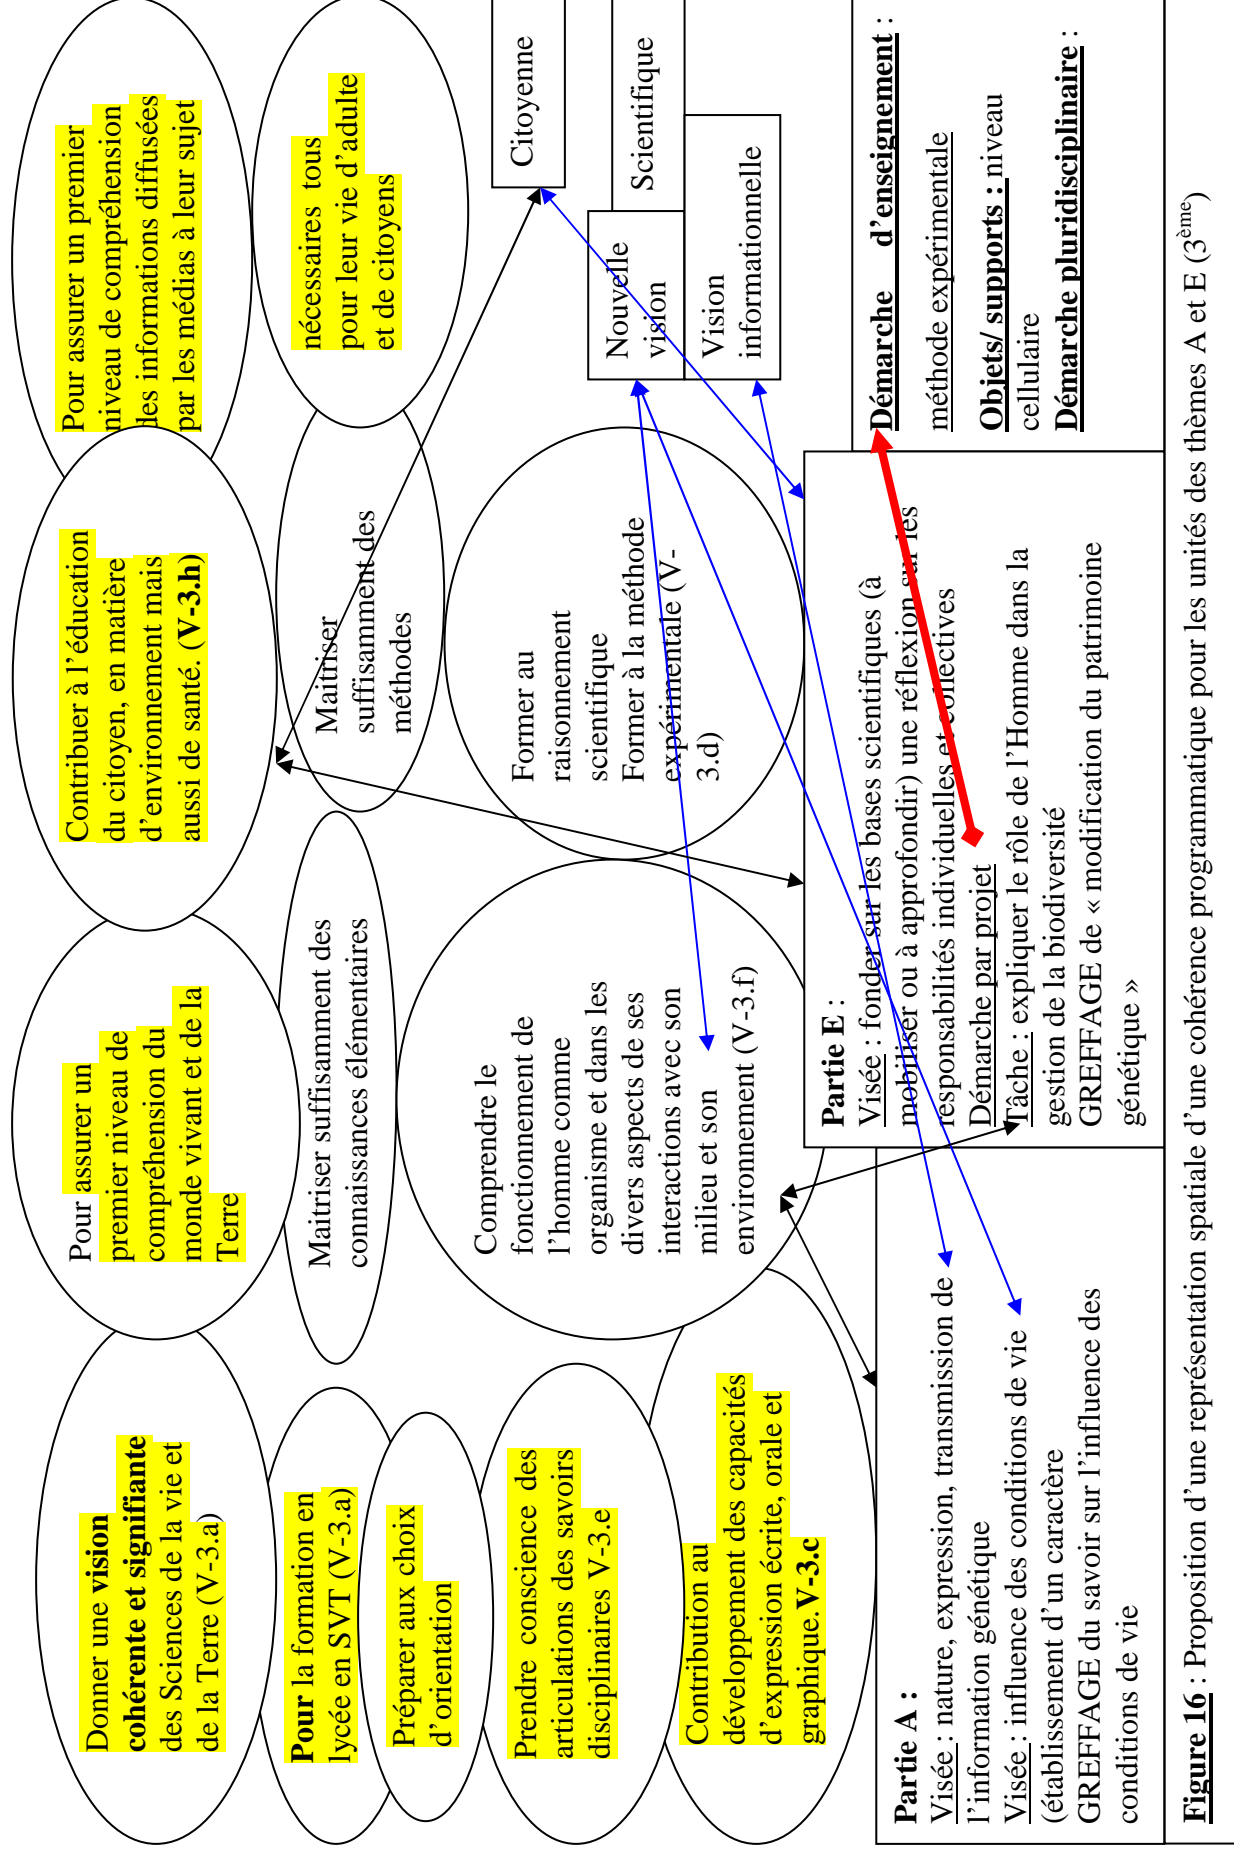 Donner une vision
cohérente et signifiante
des Sciences de la vie et
de la Terre (V-3.a)
Pour assurer un
premier niveau de
compréhension du
monde vivant et de la
Terre
Contribuer à l'éducation
du citoyen, en matière
d'environnement mais
aussi de santé. (V-3.h)
Pour assurer un premier
niveau de compréhension
des informations diffusées
par les médias à leur sujet
Pour la formation en
lycée en SVT (V-3.a)
Maitriser suffisamment des
connaissances élémentaires
Maitriser
suffisamment des
méthodes
nécessaires tous
pour leur vie d'adulte
et de citoyens
Préparer aux choix
d'orientation
Prendre conscience des
articulations des savoirs
disciplinaires V-3.e
Comprendre le
fonctionnement de
l'homme comme
organisme et dans les
divers aspects de ses
interactions avec son
milieu et son
environnement (V-3.f)
Former au
raisonnement
scientifique
Former à la méthode
expérimentale (V-
3.d)
Citoyenne
Nouvelle
vision
Scientifique
Vision
informationnelle
Contribution au
développement des capacités
d'expression écrite, orale et
graphique.V-3.c
Partie A :
Visée : nature, expression, transmission de
l'information génétique
Visée : influence des conditions de vie
(établissement d'un caractère
GREFFAGE du savoir sur l'influence des
conditions de vie
Partie E :
Visée : fonder sur les bases scientifiques (à
mobiliser ou à approfondir) une réflexion sur les
responsabilités individuelles et collectives
Démarche par projet
Tâche : expliquer le rôle de l'Homme dans la
gestion de la biodiversité
GREFFAGE de « modification du patrimoine
génétique »
Démarche d'enseignement :
méthode expérimentale
Objets/ supports : niveau
cellulaire
Démarche pluridisciplinaire :
Figure 16 : Proposition d'une représentation spatiale d'une cohérence programmatique pour les unités des thèmes A et E (3ème)